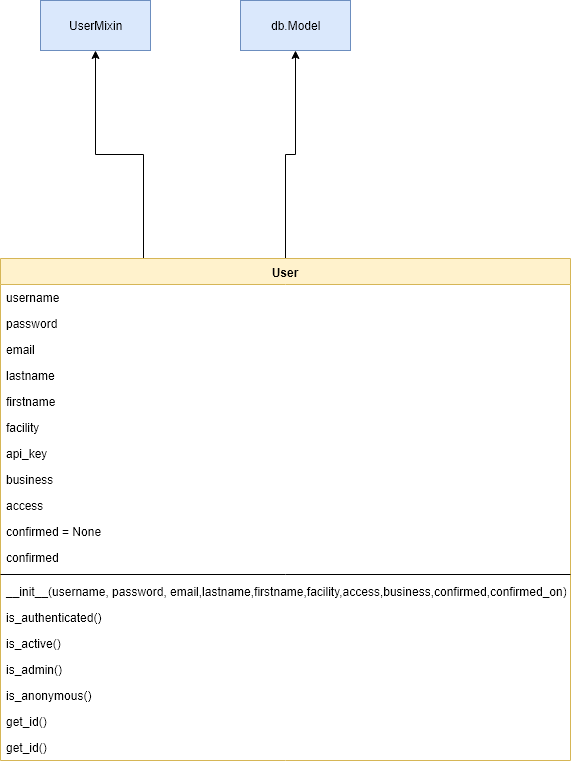 UserMixin
db.Model
User
username
password
email
lastname
firstname
facility
api_key
business
access
confirmed = None
confirmed
__init__(username, password, email,lastname,firstname,facility,access,business,confirmed,confirmed_on)
is_authenticated()
is_active()
is_admin()
is_anonymous()
get_id()
get_id()